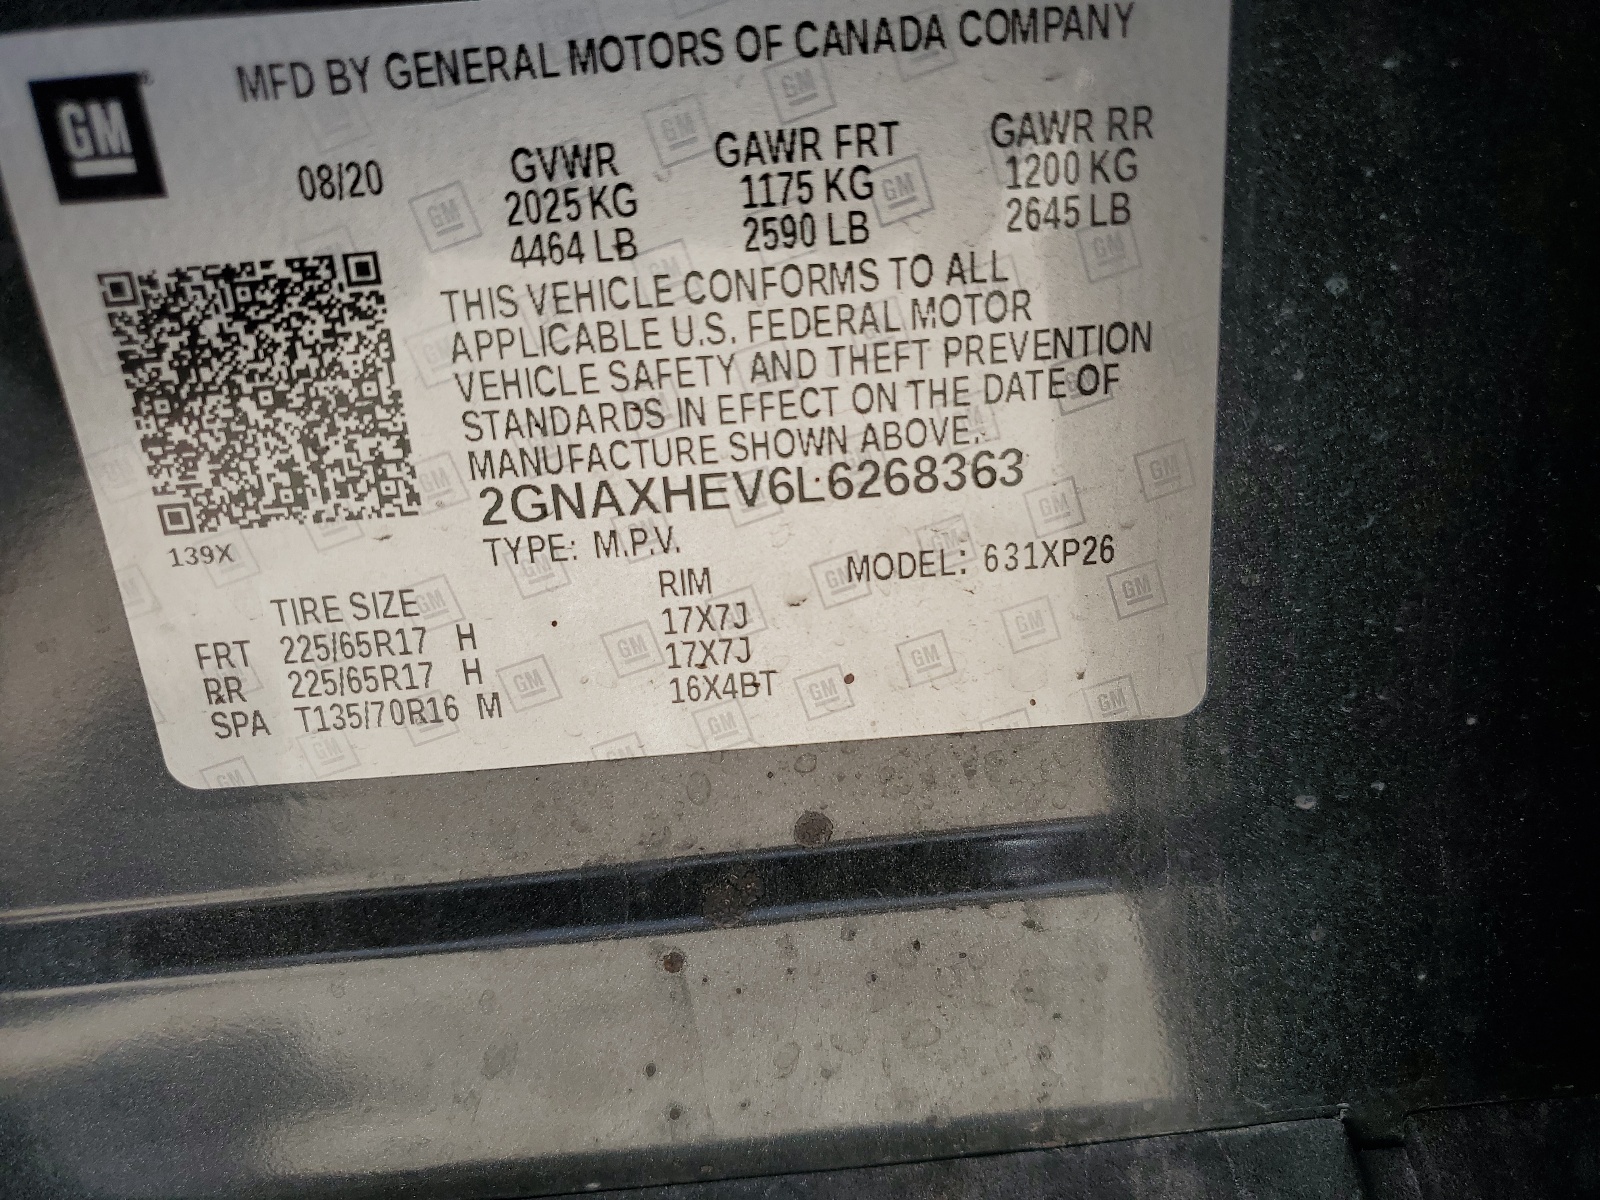 MFD BY GENERAL MOTORS OF CANADA COMPANY
GM
08/20
GVWR GAWR FRT GAWR RR
2025 KG 1175 KG 1200 KG
4464 LB 2590 LB 2645 LB
THIS VEHICLE CONFORMS TO ALL
APPLICABLE U.S. FEDERAL MOTOR
VEHICLE SAFETY AND THEFT PREVENTION
STANDARDS IN EFFECT ON THE DATE OF
MANUFACTURE SHOWN ABOVE.
2GNAXHEV6L6268363
139X
TYPE: M.P.V. MODEL: 631XP26
TIRE SIZE RIM
FRT 225/65R17 H 17X7J
RR 225/65R17 H 17X7J
SPA T135/70R16 M 16X4BT